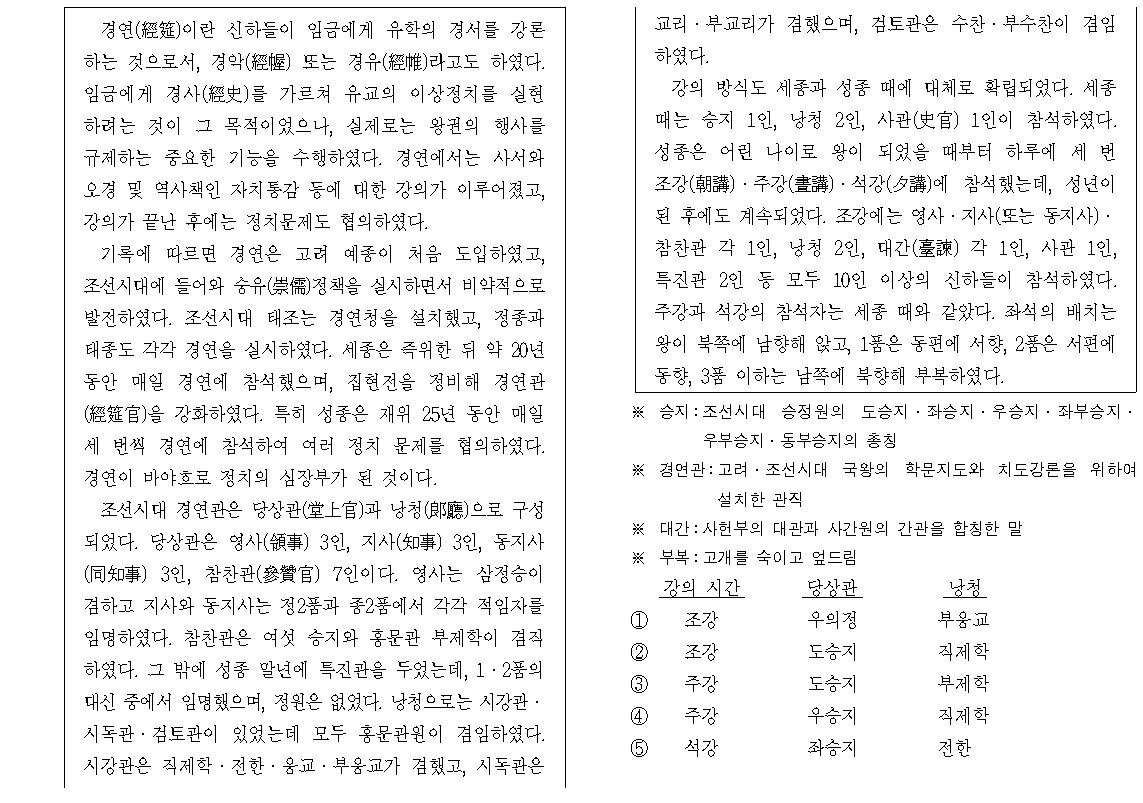 경연(經筵)이란 신하들이 임금에게 유학의 경서를 강론
하는 것으로서, 경악(經幄) 또는 경유(經帷)라고도 하였다.
임금에게 경사(經史)를 가르쳐 유교의 이상정치를 실현
하려는 것이 그 목적이었으나, 실제로는 왕권의 행사를
규제하는 중요한 기능을 수행하였다. 경연에서는 사서와
오경 및 역사책인 자치통감 등에 대한 강의가 이루어졌고,
강의가 끝난 후에는 정치문제도 협의하였다.
기록에 따르면 경연은 고려 예종이 처음 도입하였고,
조선시대에 들어와 숭유(崇儒)정책을 실시하면서 비약적으로
발전하였다. 조선시대 태조는 경연청을 설치했고, 정종과
태종도 각각 경연을 실시하였다. 세종은 즉위한 뒤 약 20년
동안 매일 경연에 참석했으며, 집현전을 정비해 경연관
(經筵官)을 강화하였다. 특히 성종은 재위 25년 동안 매일
세 번씩 경연에 참석하여 여러 정치 문제를 협의하였다.
경연이 바야흐로 정치의 심장부가 된 것이다.
조선시대 경연관은 당상관(堂上官)과 낭청(郞廳)으로 구성
되었다. 당상관은 영사(領事) 3인, 지사(知事) 3인, 동지사
(同知事) 3인, 참찬관(參贊官) 7인이다. 영사는 삼정승이
겸하고 지사와 동지사는 정2품과 종2품에서 각각 적임자를
임명하였다. 참찬관은 여섯 승지와 홍문관 부제학이 겸직
하였다. 그 밖에 성종 말년에 특진관을 두었는데, 1·2품의
대신 중에서 임명했으며, 정원은 없었다. 낭청으로는 시강관·
시독관·검토관이 있었는데 모두 홍문관원이 겸임하였다.
시강관은 직제학·전한·응교·부응교가 겸했고, 시독관은
교리·부교리가 겸했으며, 검토관은 수찬·부수찬이 겸임
하였다.
강의 방식도 세종과 성종 때에 대체로 확립되었다. 세종
때는 승지 1인, 낭청 2인, 사관(史官) 1인이 참석하였다.
성종은 어린 나이로 왕이 되었을 때부터 하루에 세 번
조강(朝講)·주강(晝講)·석강(夕講)에 참석했는데, 성년이
된 후에도 계속되었다. 조강에는 영사·지사(또는 동지사)·
참찬관 각 1인, 낭청 2인, 대간(臺諫) 각 1인, 사관 1인,
특진관 2인 등 모두 10인 이상의 신하들이 참석하였다.
주강과 석강의 참석자는 세종 때와 같았다. 좌석의 배치는
왕이 북쪽에 남향해 앉고, 1품은 동편에 서향, 2품은 서편에
동향, 3품 이하는 남쪽에 북향해 부복하였다.
※ 승지:조선시대 승정원의 도승지·좌승지·우승지·좌부승지·
우부승지·동부승지의 총칭
※ 경연관:고려·조선시대 국왕의 학문지도와 치도강론을 위하여
설치한 관직
※ 대간:사헌부의 대관과 사간원의 간관을 합칭한 말
※ 부복:고개를 숙이고 엎드림
강의 시간 당상관 낭청
① 조강 우의정 부응교
② 조강 도승지 직제학
③ 주강 도승지 부제학
④ 주강 우승지 직제학
⑤ 석강 좌승지 전한